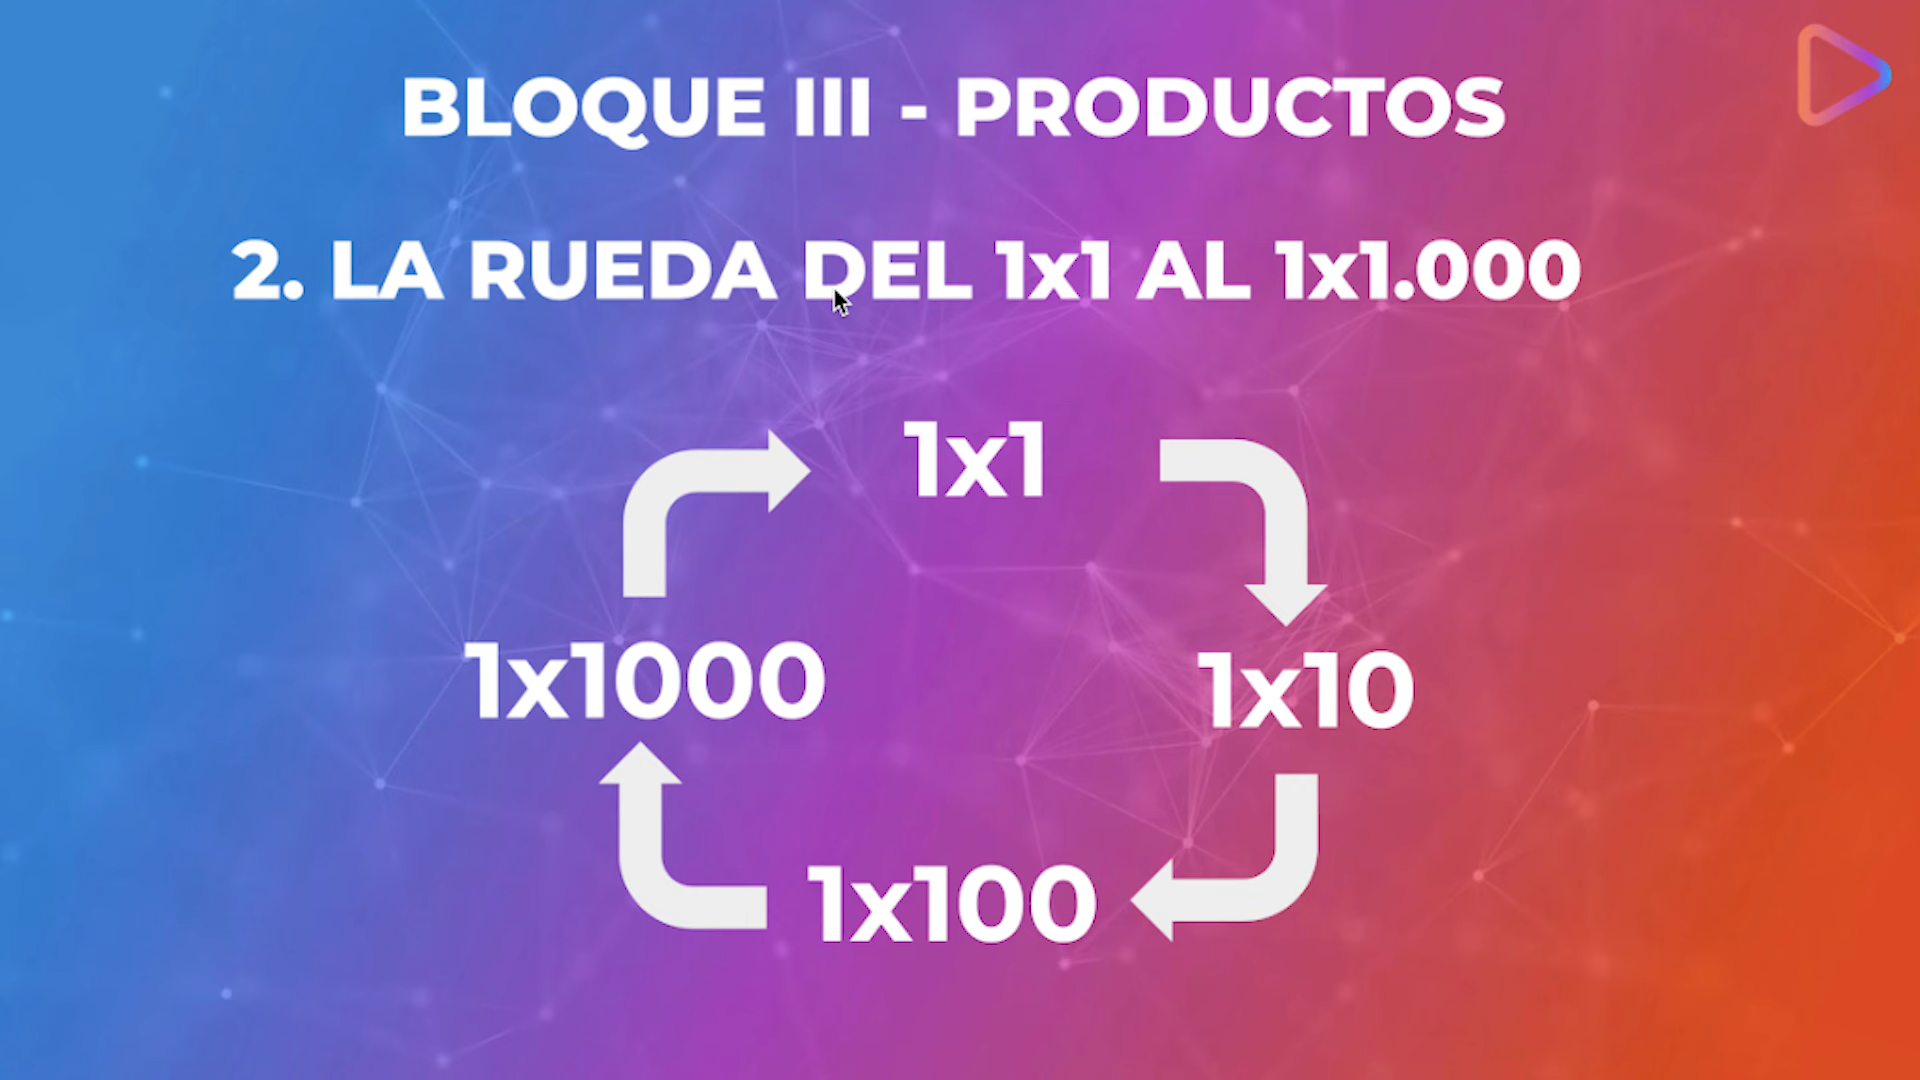 BLOQUE III - PRODUCTOS
2. LA RUEDA DEL 1x1 AL 1x1.000
1x1
1x1000
1x10
1x100